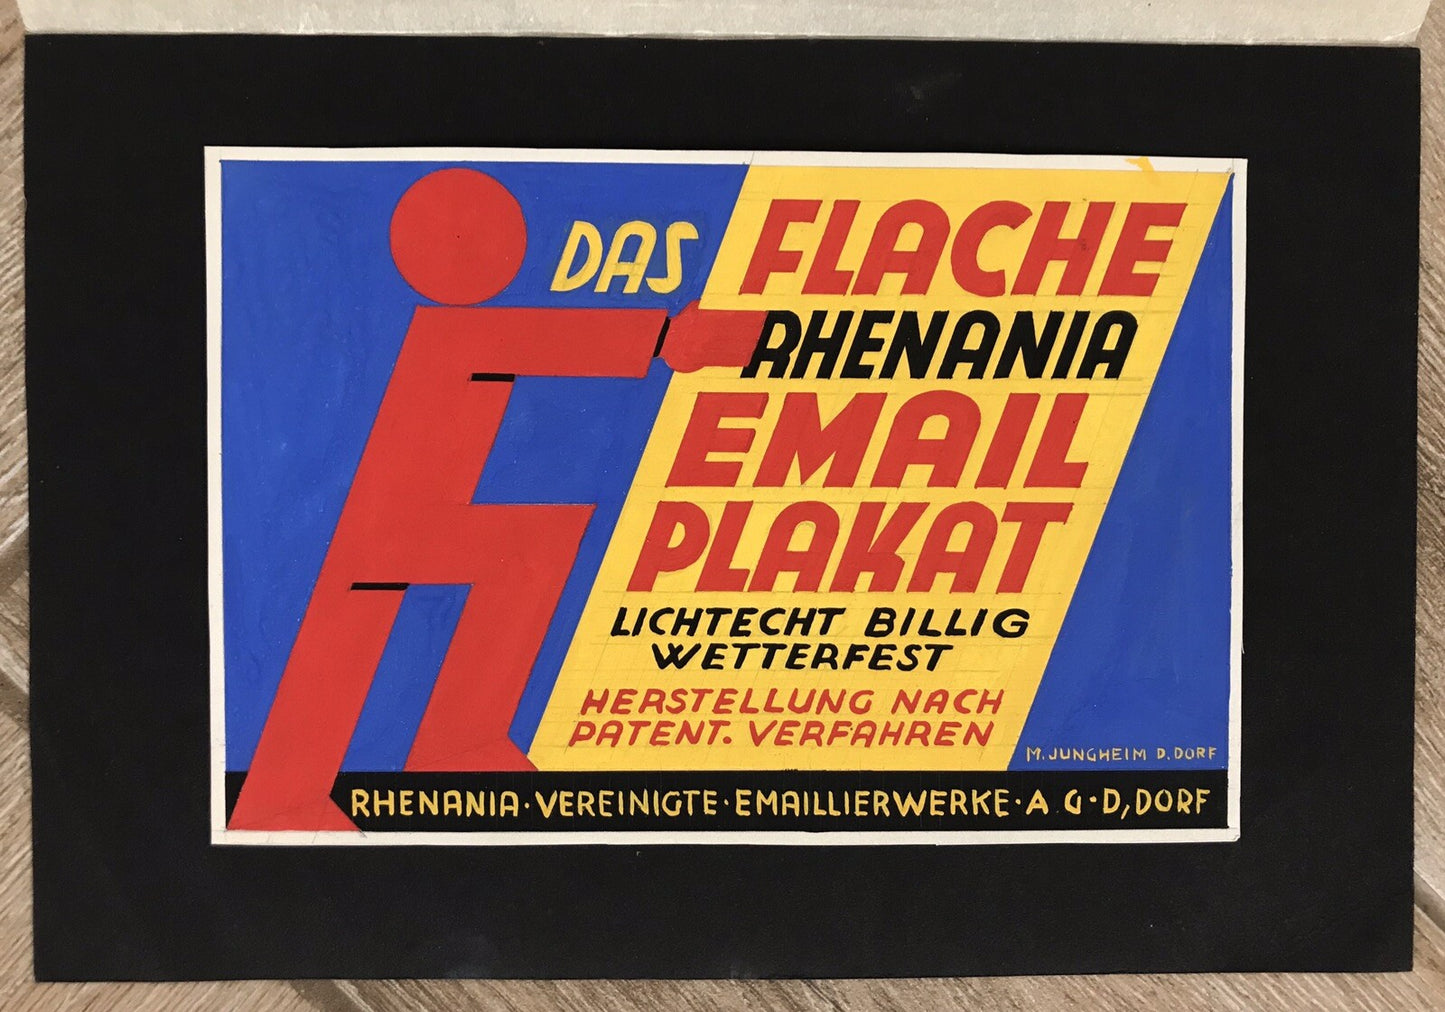 DAS FLACHE
RHENANIA
EMAIL
PLAKAT
LICHTECHT BILLIG
WETTERFEST
HERSTELLUNG NACH
PATENT. VERFAHREN
M. JUNGHEIM D. DORF
RHENANIA · VEREINIGTE · EMAILLIERWERKE · A.G · D, DORF